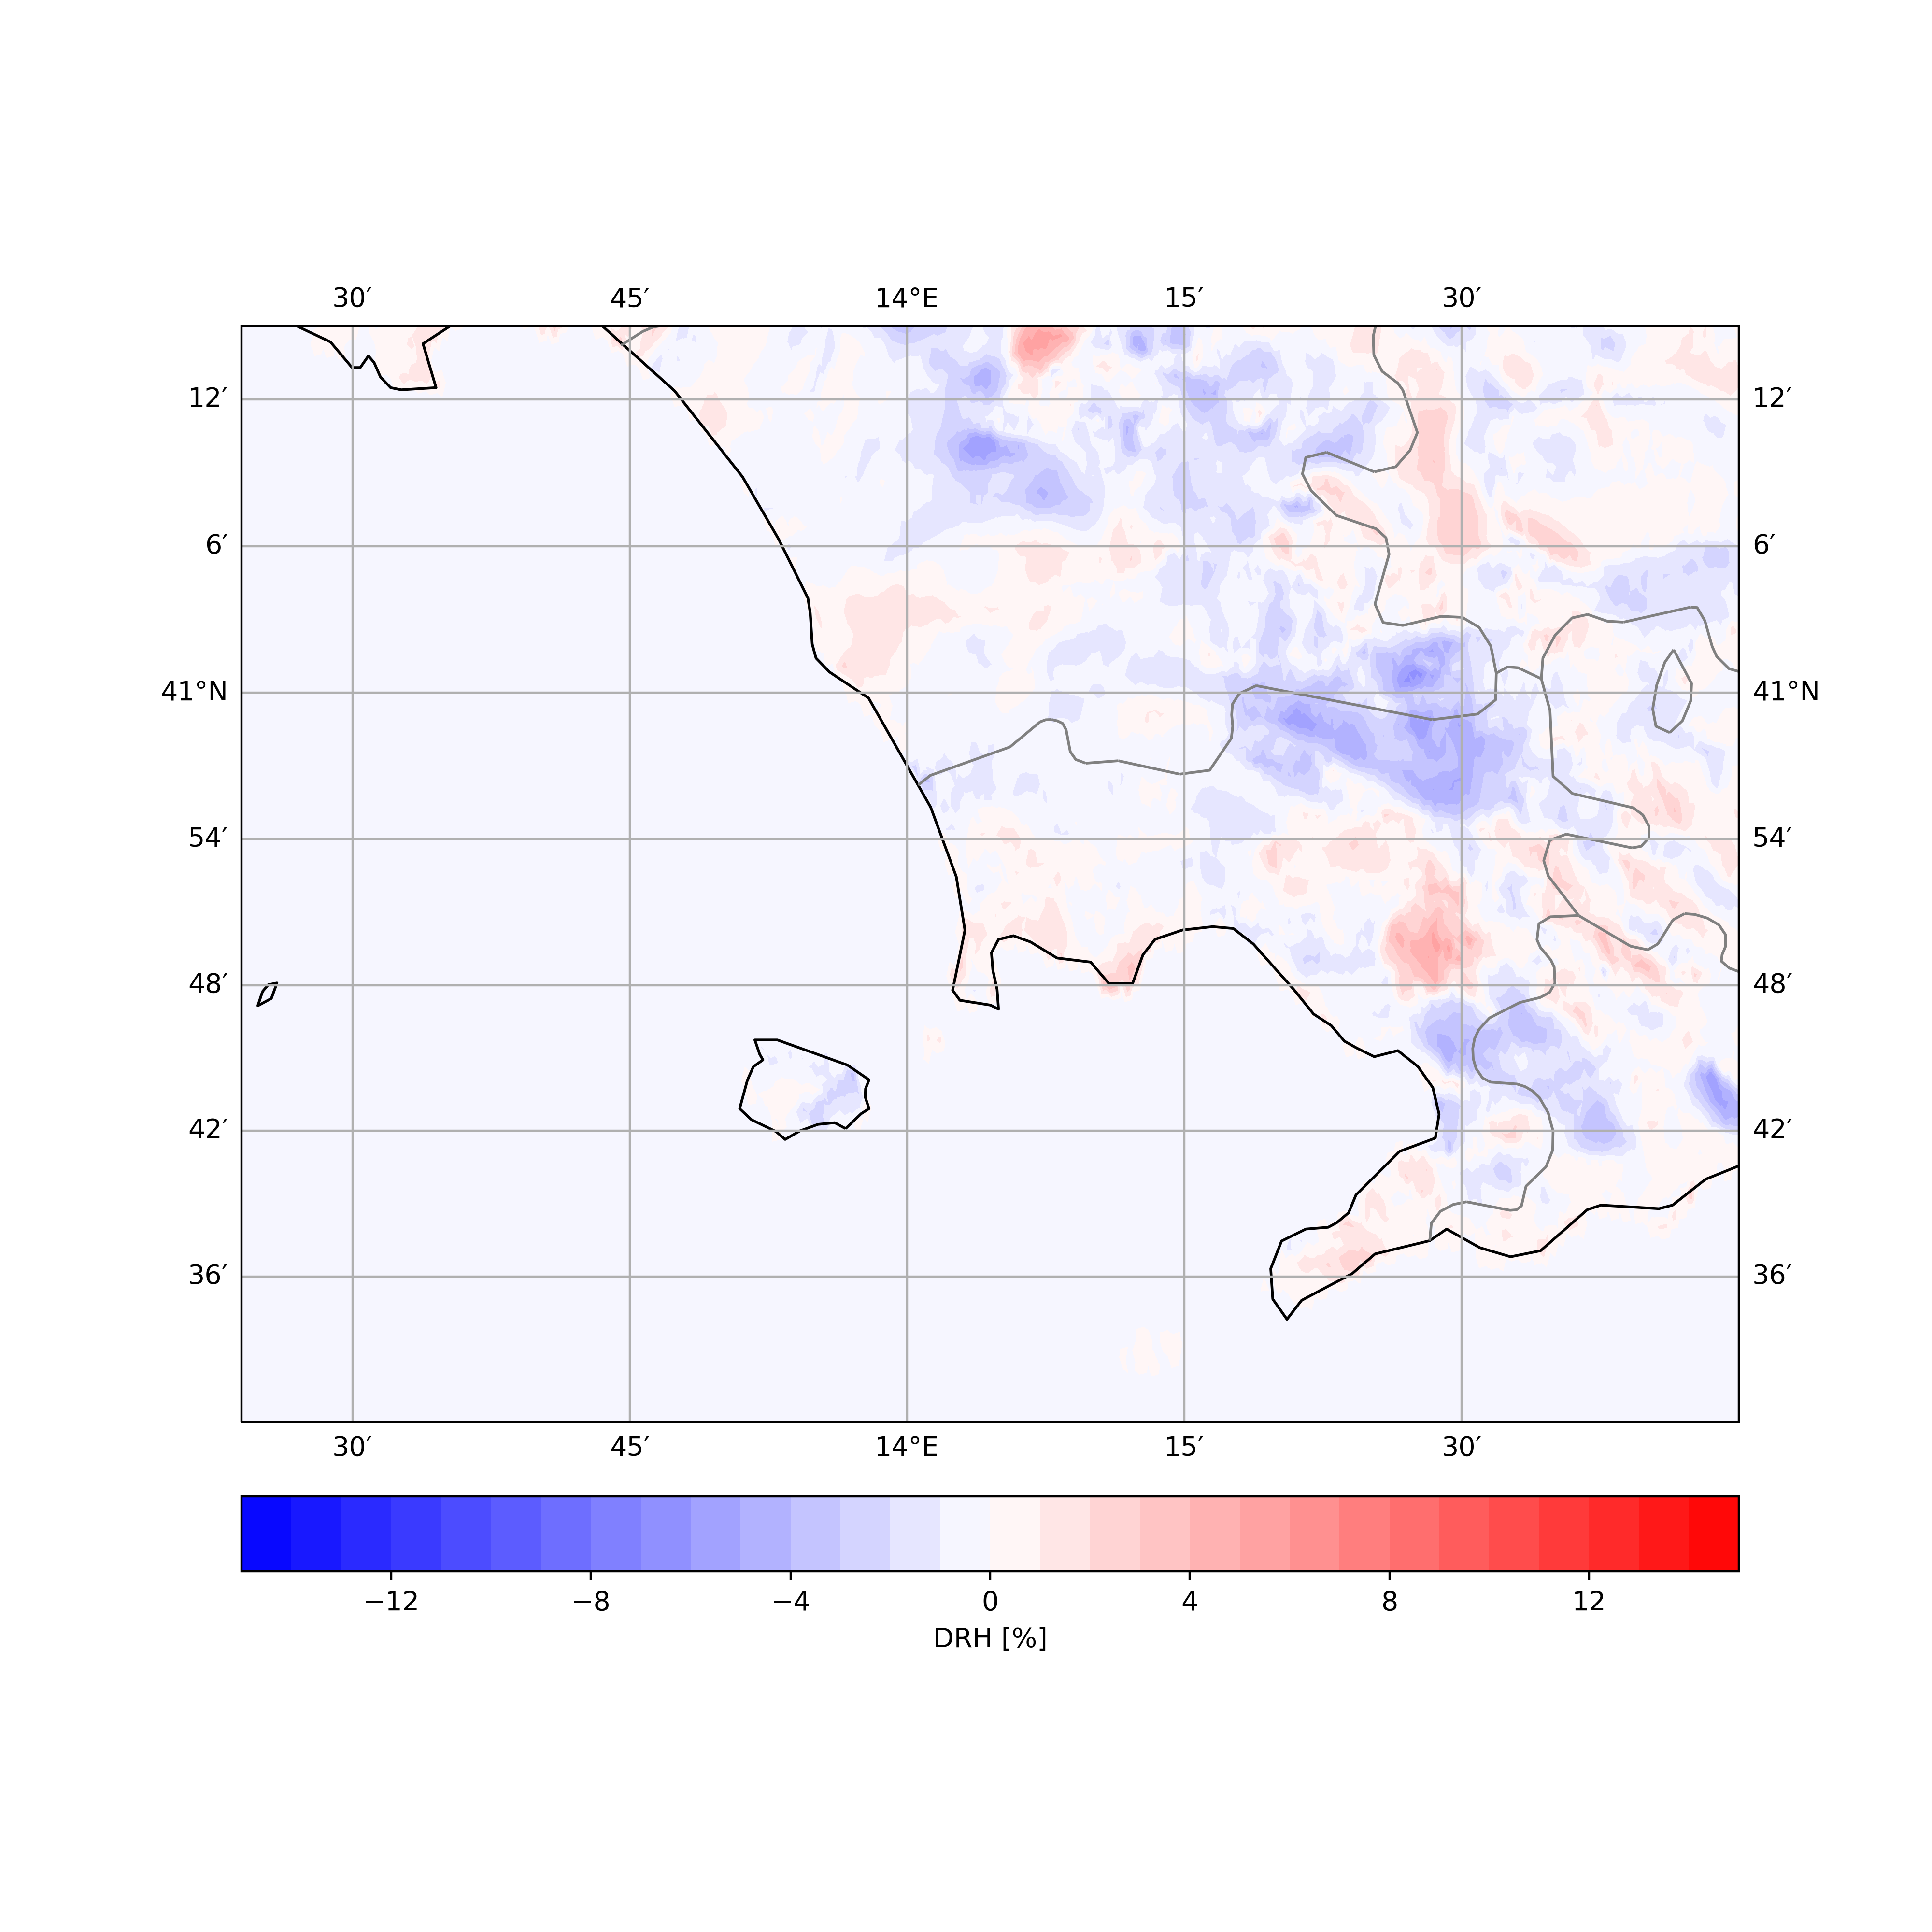 30′ 45′ 14°E 15′ 30′
12′ 12′
6′ 6′
41°N 41°N
54′ 54′
48′ 48′
42′ 42′
36′ 36′
30′ 45′ 14°E 15′ 30′
−12 −8 −4 0 4 8 12
DRH [%]